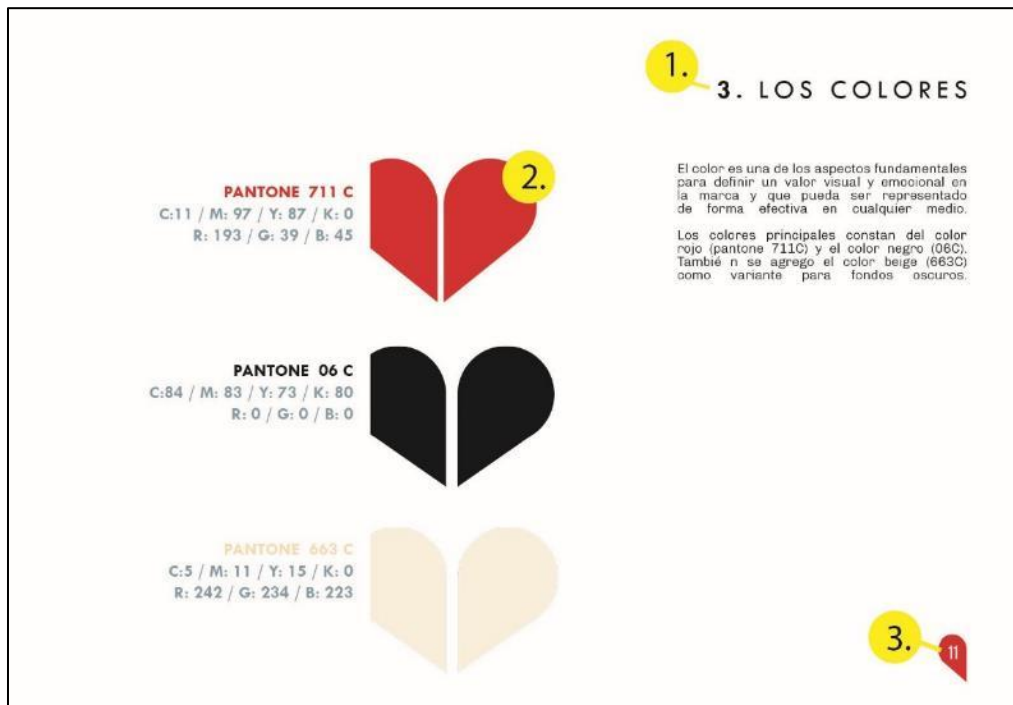 1.
3. LOS COLORES
El color es una de los aspectos fundamentales
para definir un valor visual y emocional en
la marca y que pueda ser representado
de forma efectiva en cualquier medio.
Los colores principales constan del color
rojo (pantone 711C) y el color negro (06C).
Tambié n se agrego el color beige (663C)
como variante para fondos oscuros.
2.
PANTONE 711 C
C:11 / M: 97 / Y: 87 / K: 0
R: 193 / G: 39 / B: 45
PANTONE 06 C
C:84 / M: 83 / Y: 73 / K: 80
R: 0 / G: 0 / B: 0
PANTONE 663 C
C:5 / M: 11 / Y: 15 / K: 0
R: 242 / G: 234 / B: 223
3.
11